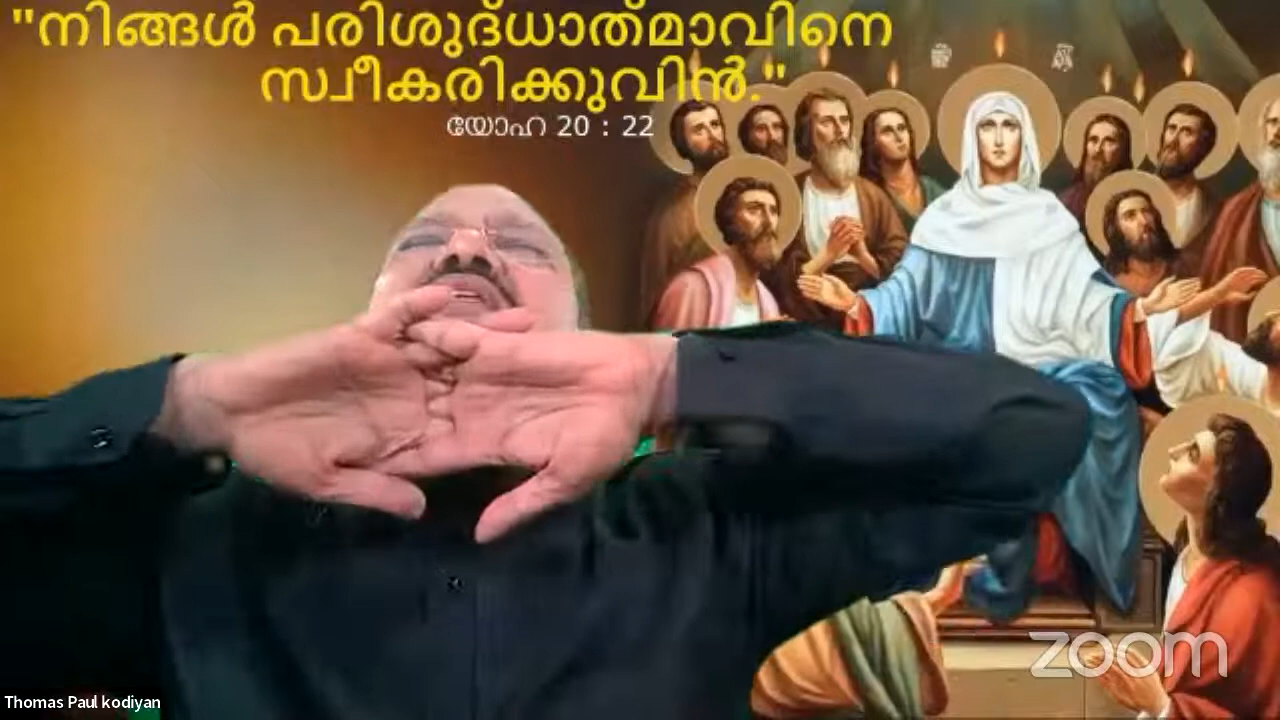 "നിങ്ങൾ പരിശുദ്ധാത്മാവിനെ
സ്വീകരിക്കുവിൻ."
യോഹ 20 : 22
zoom
Thomas Paul kodiyan